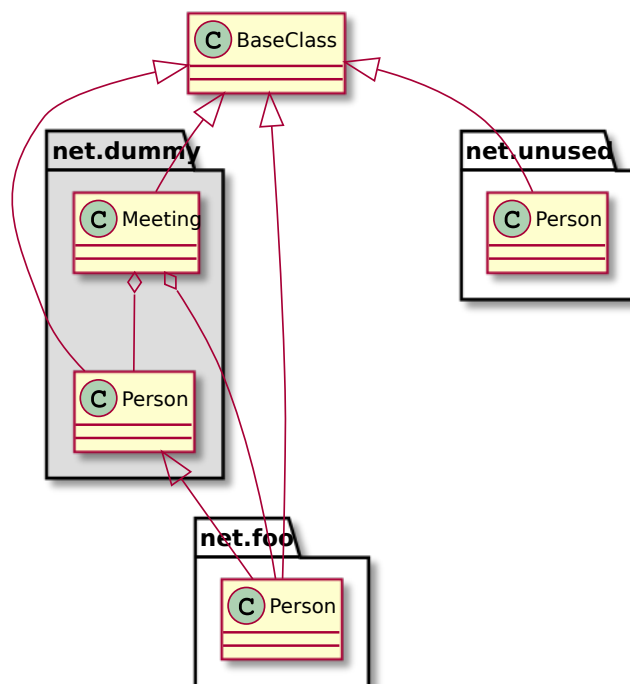 C BaseClass
net.dummy
net.unused
C Meeting
C Person
C Person
net.foo
C Person